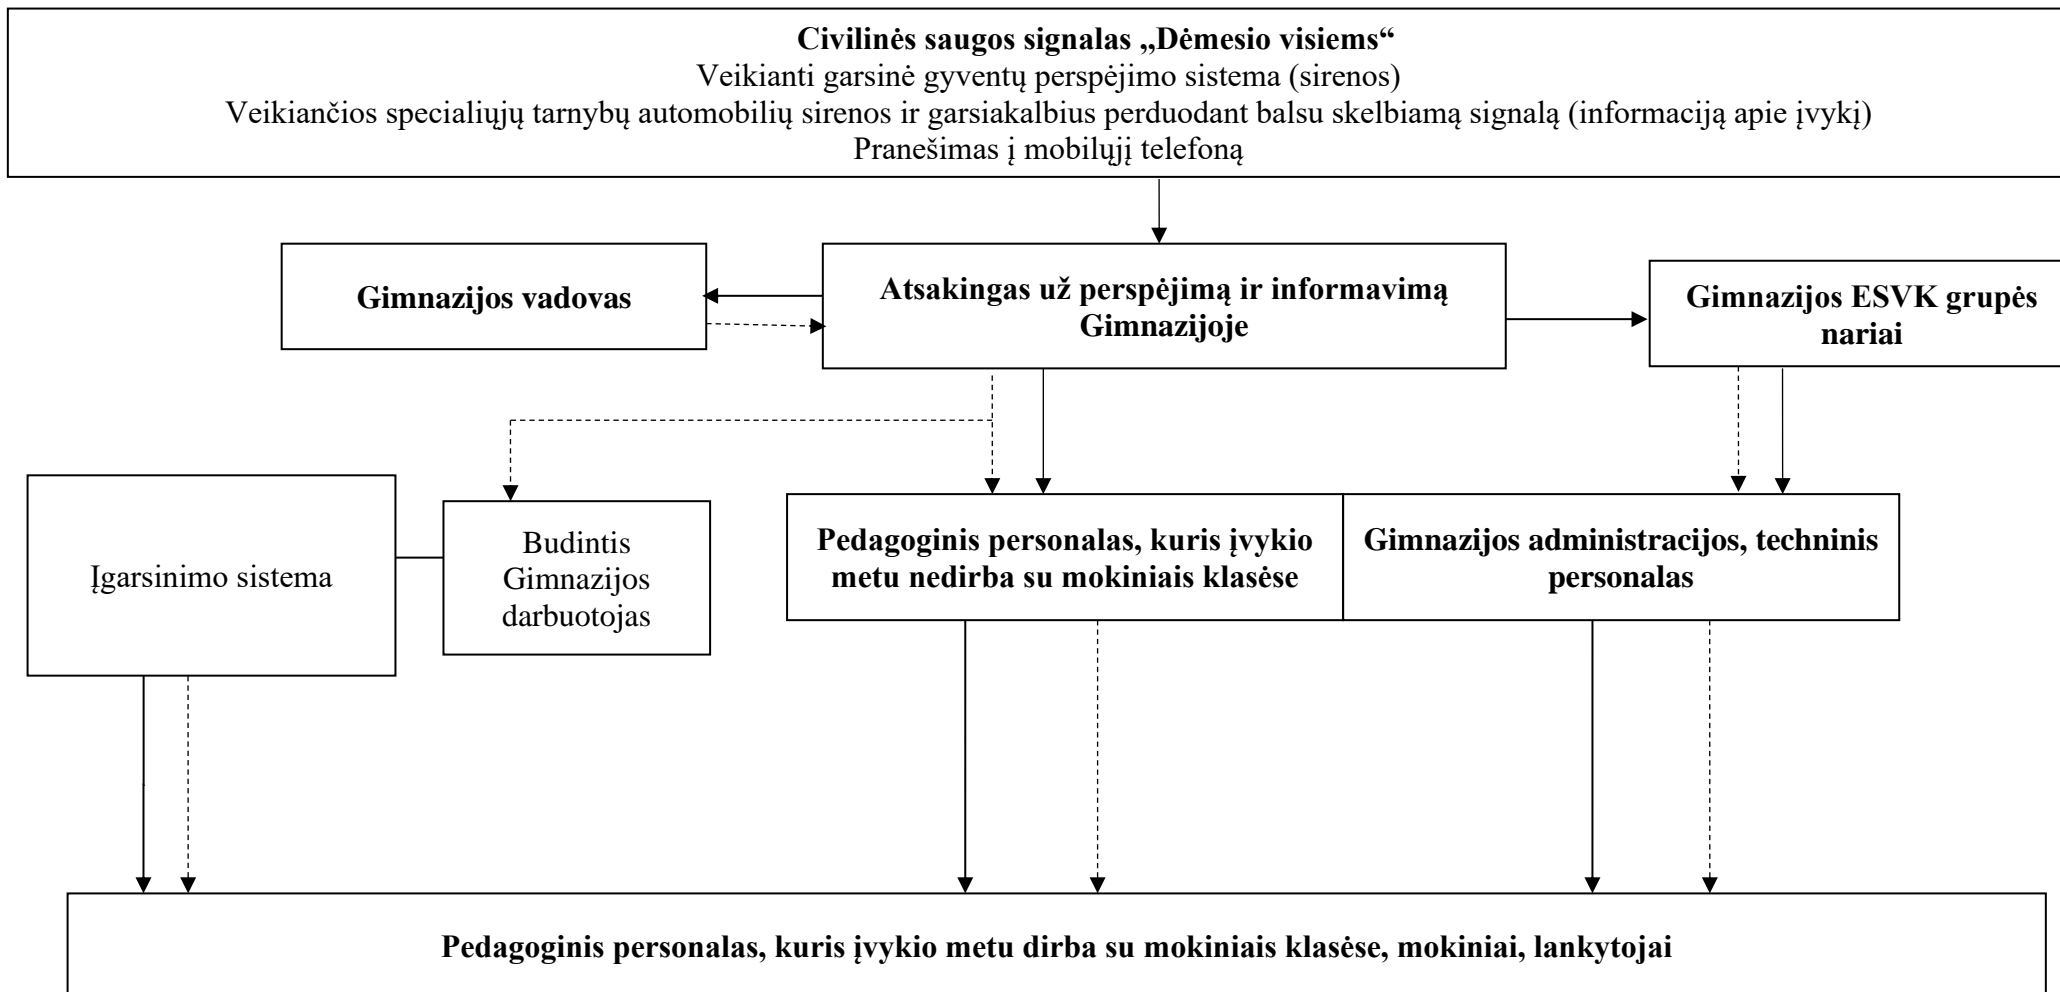 Civilinės saugos signalas „Dėmesio visiems“
Veikianti garsinė gyventų perspėjimo sistema (sirenos)
Veikiančios specialiųjų tarnybų automobilių sirenos ir garsiakalbius perduodant balsu skelbiamą signalą (informaciją apie įvykį)
Pranešimas į mobilųjį telefoną
Gimnazijos vadovas
Atsakingas už perspėjimą ir informavimą
Gimnazijoje
Gimnazijos ESVK grupės
nariai
Įgarsinimo sistema
Budintis
Gimnazijos
darbuotojas
Pedagoginis personalas, kuris įvykio
metu nedirba su mokiniais klasėse
Gimnazijos administracijos, techninis
personalas
Pedagoginis personalas, kuris įvykio metu dirba su mokiniais klasėse, mokiniai, lankytojai